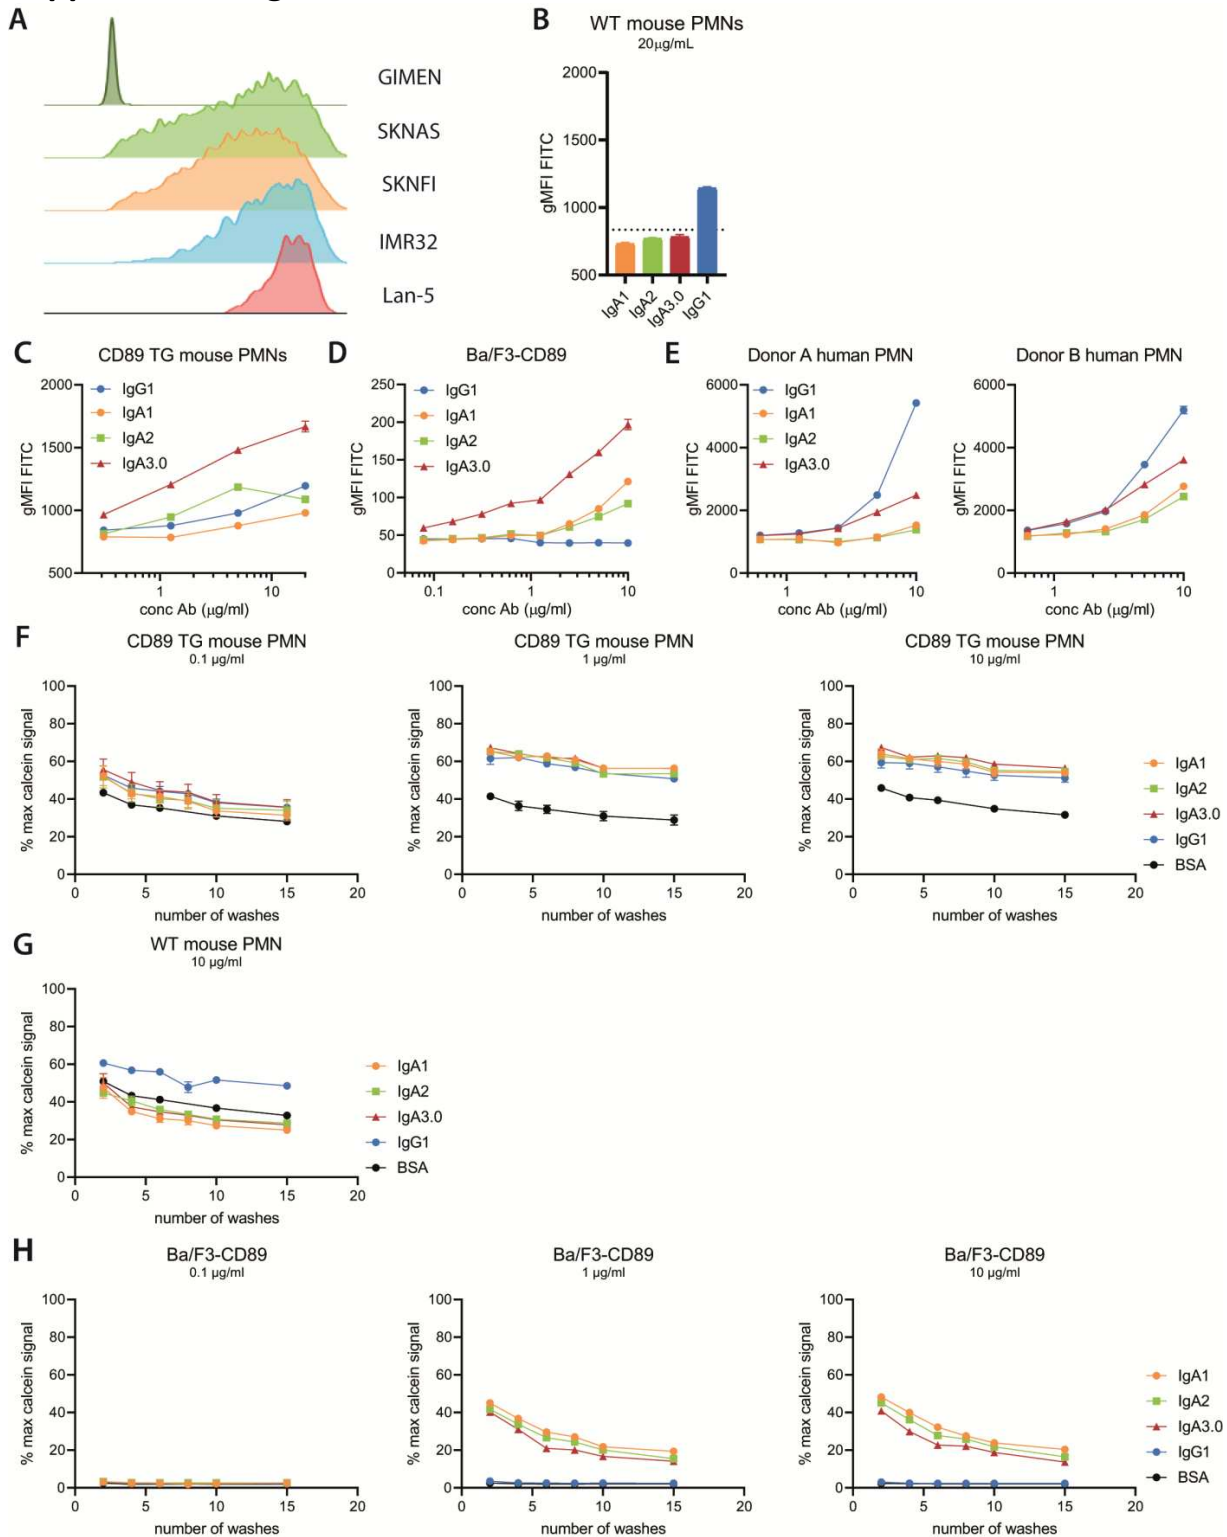 A
GIMEN
SKNAS
SKNFI
IMR32
Lan-5
B
WT mouse PMNs
20µg/mL
gMFI FITC
2000
1500
1000
500
IgA1
IgA2
IgA3.0
IgG1
C
CD89 TG mouse PMNs
gMFI FITC
2000
1500
1000
500
IgG1
IgA1
IgA2
IgA3.0
1 10
conc Ab (µg/ml)
D
Ba/F3-CD89
gMFI FITC
250
200
150
100
50
0
IgG1
IgA1
IgA2
IgA3.0
0.1 1 10
conc Ab (µg/ml)
E
Donor A human PMN
gMFI FITC
6000
4000
2000
0
IgG1
IgA1
IgA2
IgA3.0
1 10
conc Ab (µg/ml)
Donor B human PMN
gMFI FITC
6000
4000
2000
0
1 10
conc Ab (µg/ml)
F
CD89 TG mouse PMN
0.1 µg/ml
% max calcein signal
100
80
60
40
20
0
0 5 10 15 20
number of washes
CD89 TG mouse PMN
1 µg/ml
% max calcein signal
100
80
60
40
20
0
0 5 10 15 20
number of washes
CD89 TG mouse PMN
10 µg/ml
% max calcein signal
100
80
60
40
20
0
0 5 10 15 20
number of washes
IgA1
IgA2
IgA3.0
IgG1
BSA
G
WT mouse PMN
10 µg/ml
% max calcein signal
100
80
60
40
20
0
0 5 10 15 20
number of washes
IgA1
IgA2
IgA3.0
IgG1
BSA
H
Ba/F3-CD89
0.1 µg/ml
% max calcein signal
100
80
60
40
20
0
0 5 10 15 20
number of washes
Ba/F3-CD89
1 µg/ml
% max calcein signal
100
80
60
40
20
0
0 5 10 15 20
number of washes
Ba/F3-CD89
10 µg/ml
% max calcein signal
100
80
60
40
20
0
0 5 10 15 20
number of washes
IgA1
IgA2
IgA3.0
IgG1
BSA